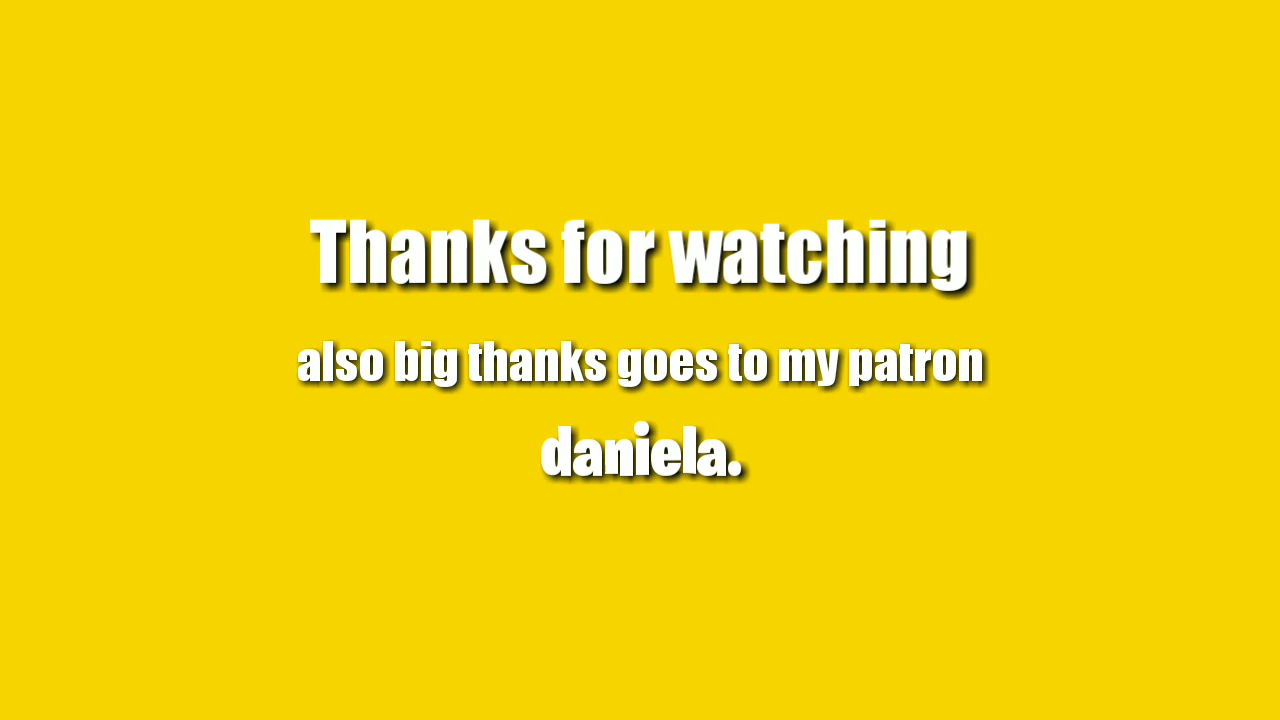 Thanks for watching
also big thanks goes to my patron
daniela.